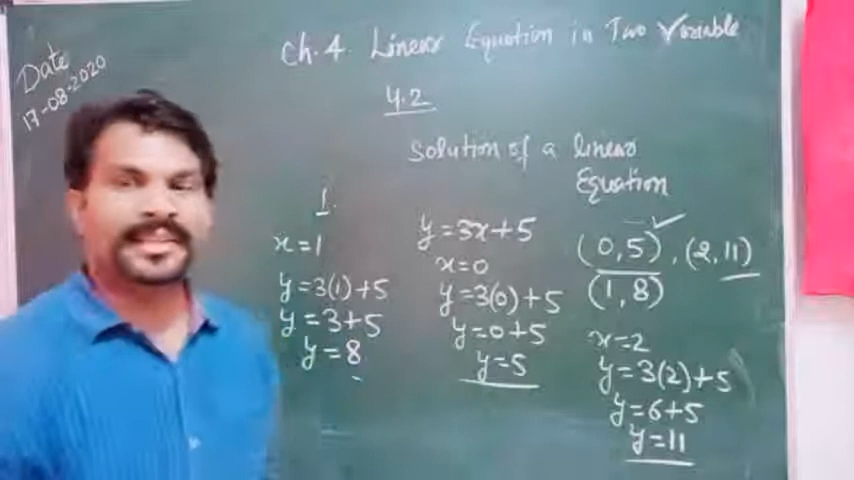 Date
17-08-2020
Ch.4. Linear Equation in Two Variable
4.2
Solution of a linear
Equation
1.
x=1
y=3(1)+5
y=3+5
y=8
y=3x+5
x=0
y=3(0)+5
y=0+5
y=5
(0,5), (2,11)
(1,8)
x=2
y=3(2)+5
y=6+5
y=11